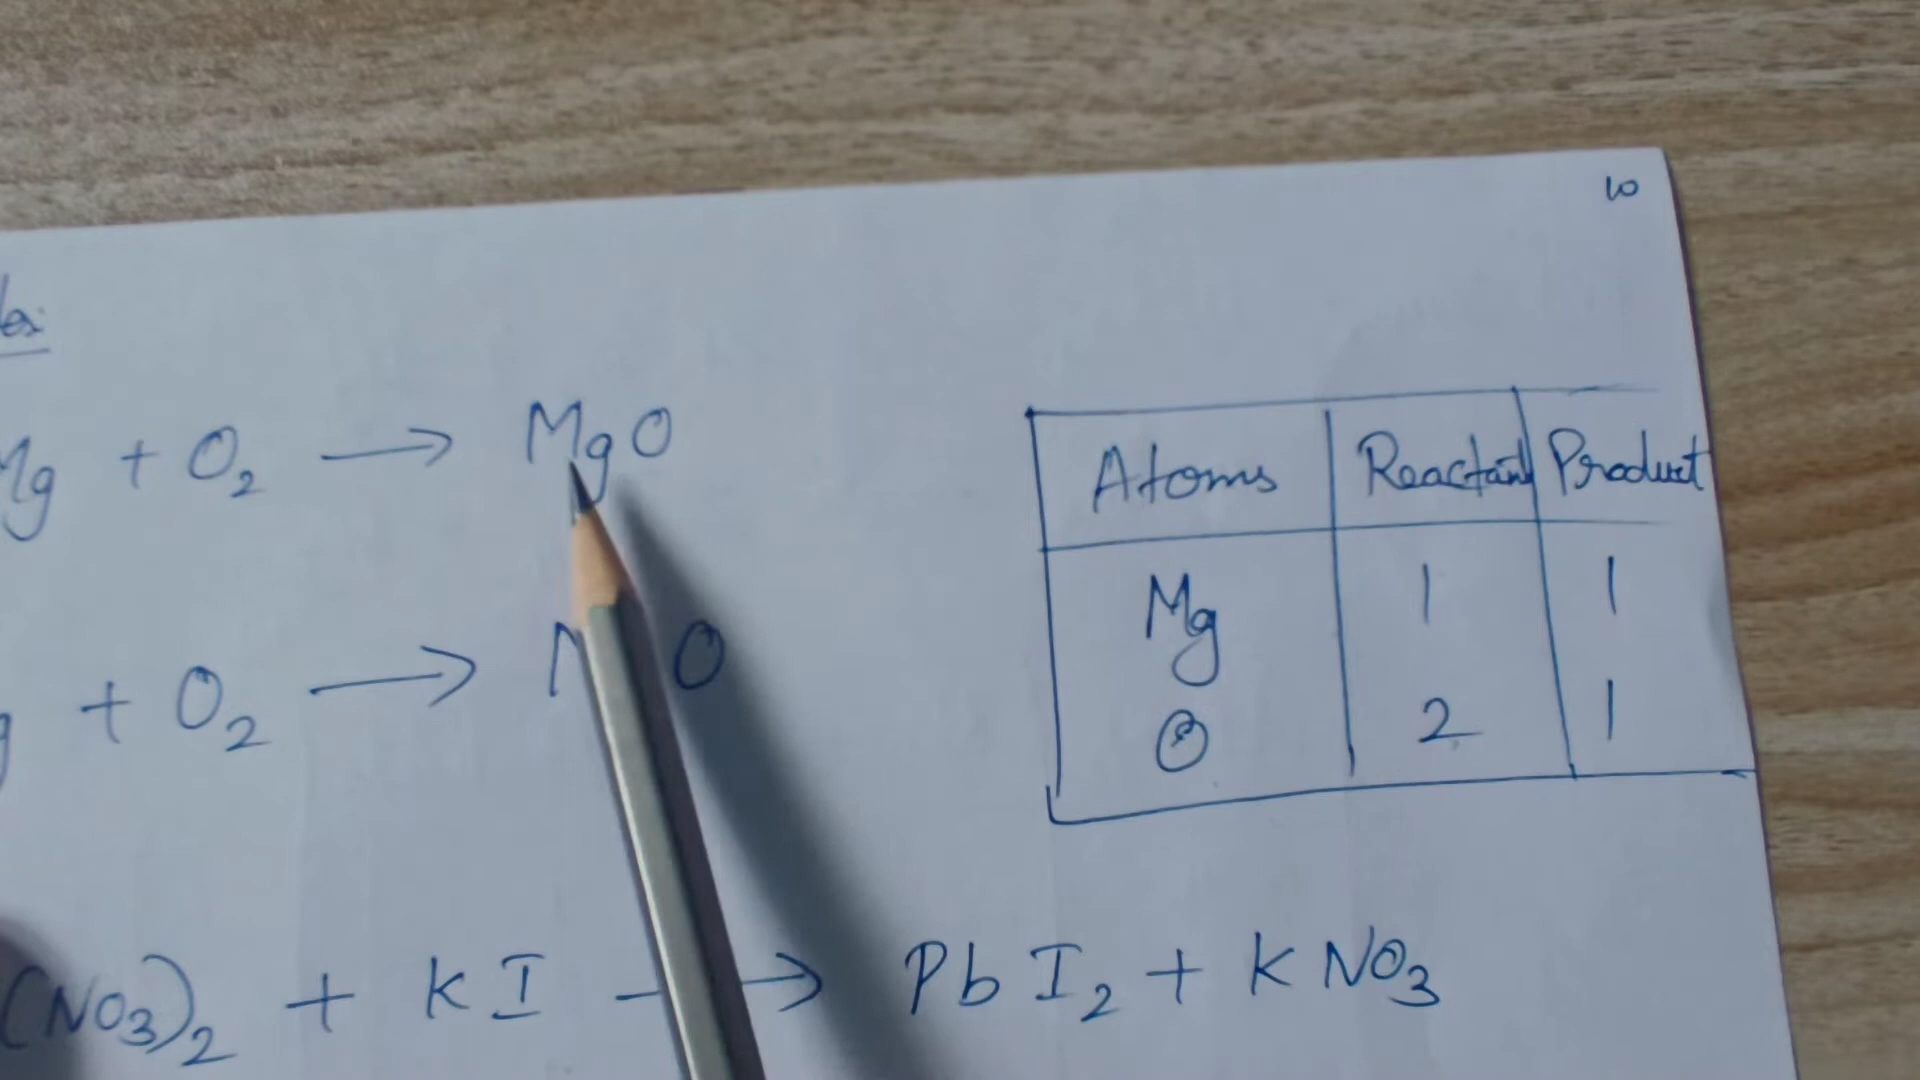 10
Mg + O₂ → MgO
+ O₂ → O
(NO₃)₂ + KI → PbI₂ + KNO₃
Atoms Reactant Product
Mg 1 1
O 2 1